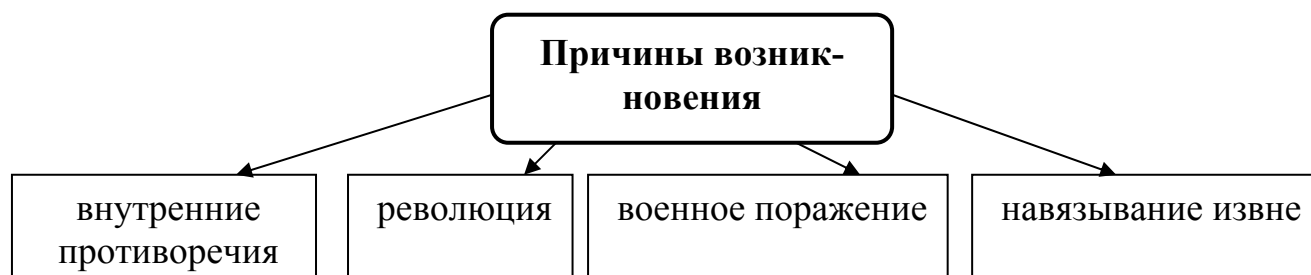 Причины возник-
новения
внутренние
противоречия
революция
военное поражение
навязывание извне